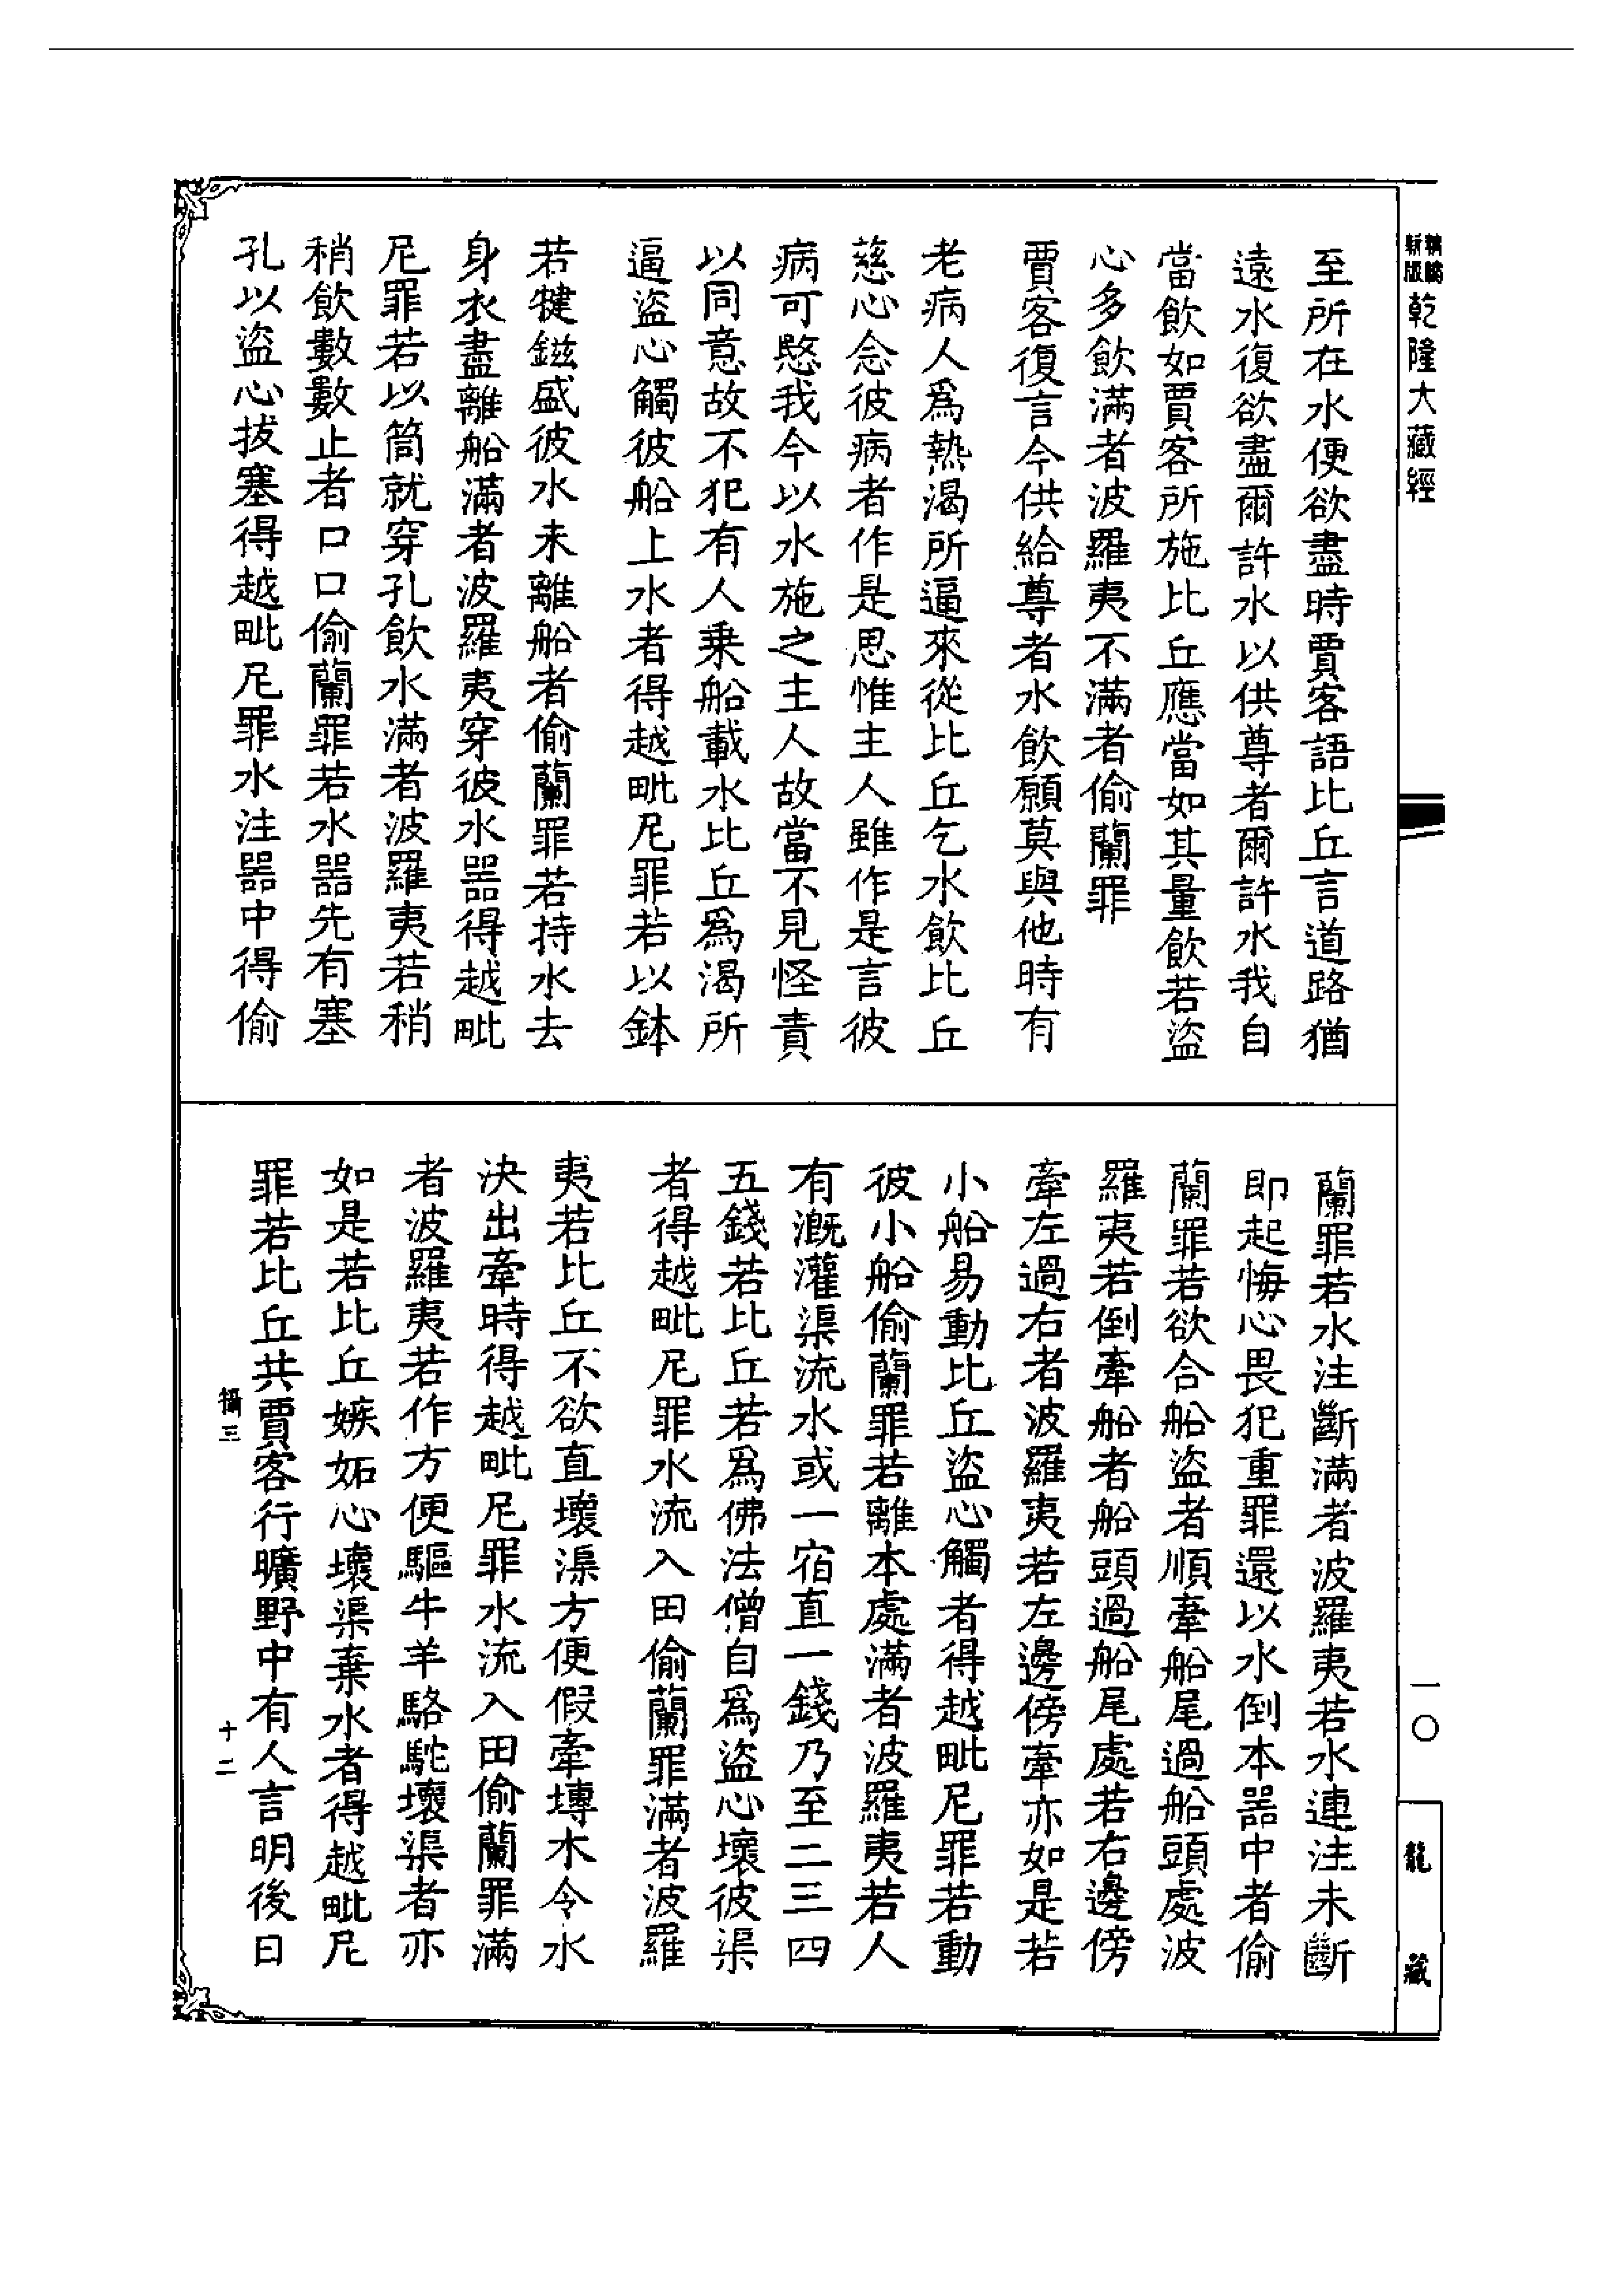 新版
乾隆大藏經
至所在水便欲盡時賈客語比丘言道路猶
遠水復欲盡爾許水以供尊者爾許水我自
當飲如賈客所施比丘應當如其量飲若盜
心多飲滿者波羅夷不滿者偷蘭罪
賈客復言今供給尊者水飲願莫與他時有
老病人爲熱渴所逼來從比丘乞水飲比丘
慈心念彼病者作是思惟主人雖作是言彼
病可愍我今以水施之主人故當不見怪責
以同意故不犯有人乗船載水比丘爲渴所
逼盜心觸彼船上水者得越毗尼罪若以鉢
若犍鎡盛彼水未離船者偷蘭罪若持水去
身衣盡離船滿者波羅夷穿彼水器得越毗
尼罪若以筒就穿孔飲水滿者波羅夷若稍
稍飲數數止者口口偷蘭罪若水器先有塞
孔以盜心拔塞得越毗尼罪水注器中得偷
蘭罪若水注斷滿者波羅夷若水連注未斷
即起悔心畏犯重罪還以水倒本器中者偷
蘭罪若欲合船盜者順牽船尾過船頭處波
羅夷若倒牽船者船頭過船尾處若右邊傍
牽左過右者波羅夷若左邊傍牽亦如是若
小船易動比丘盜心觸者得越毗尼罪若動
彼小船偷蘭罪若離本處滿者波羅夷若人
有溉灌渠流水或一宿直一錢乃至二三四
五錢若比丘若爲佛法僧自爲盜心壞彼渠
者得越毗尼罪水流入田偷蘭罪滿者波羅
夷若比丘不欲直壞渠方便假牽塼木令水
決出牽時得越毗尼罪水流入田偷蘭罪滿
者波羅夷若作方便驅牛羊駱駝壞渠者亦
如是若比丘嫉妬心壞渠棄水者得越毗尼
罪若比丘共賈客行曠野中有人言明後日
攝三
十二
一〇
龍藏